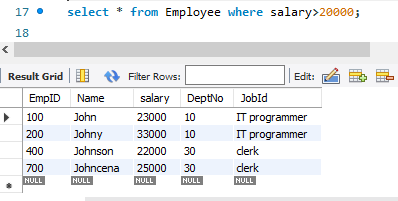 17 select * from Employee where salary>20000;
18
Result Grid Filter Rows: Edit:
EmpID Name salary DeptNo JobId
100 John 23000 10 IT programmer
200 Johny 33000 10 IT programmer
400 Johnson 22000 30 clerk
700 Johncena 25000 30 clerk
NULL NULL NULL NULL NULL